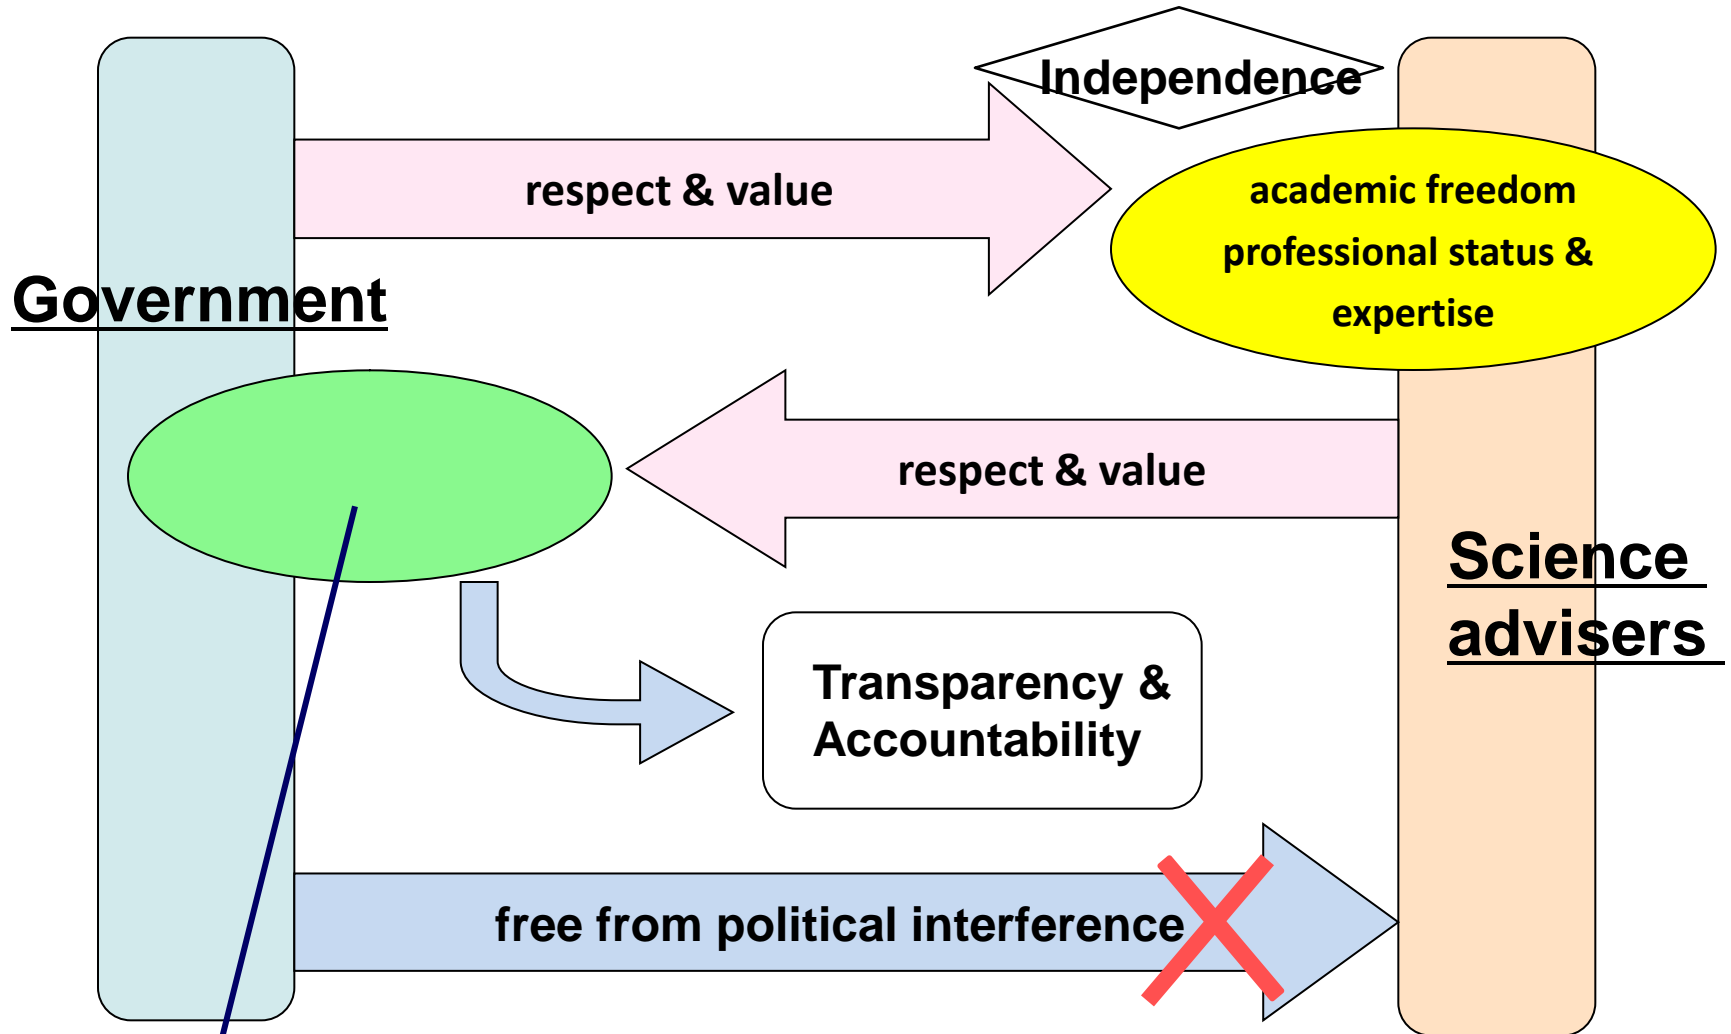 Independence
respect & value
academic freedom
professional status &
expertise
Government
respect & value
Science
advisers
Transparency &
Accountability
free from political interference